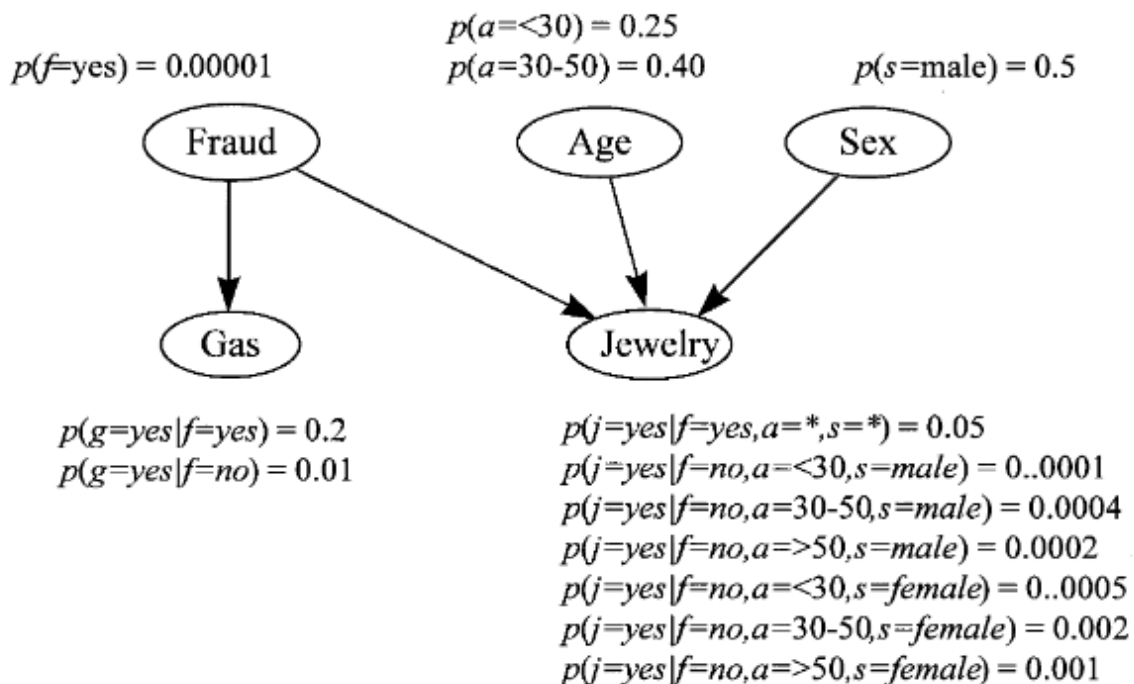 p(a=<30) = 0.25
p(f=yes) = 0.00001
p(a=30-50) = 0.40
p(s=male) = 0.5
Fraud
Age
Sex
Gas
Jewelry
p(g=yes|f=yes) = 0.2
p(g=yes|f=no) = 0.01
p(j=yes|f=yes,a=*,s=*) = 0.05
p(j=yes|f=no,a=<30,s=male) = 0..0001
p(j=yes|f=no,a=30-50,s=male) = 0.0004
p(j=yes|f=no,a=>50,s=male) = 0.0002
p(j=yes|f=no,a=<30,s=female) = 0..0005
p(j=yes|f=no,a=30-50,s=female) = 0.002
p(j=yes|f=no,a=>50,s=female) = 0.001